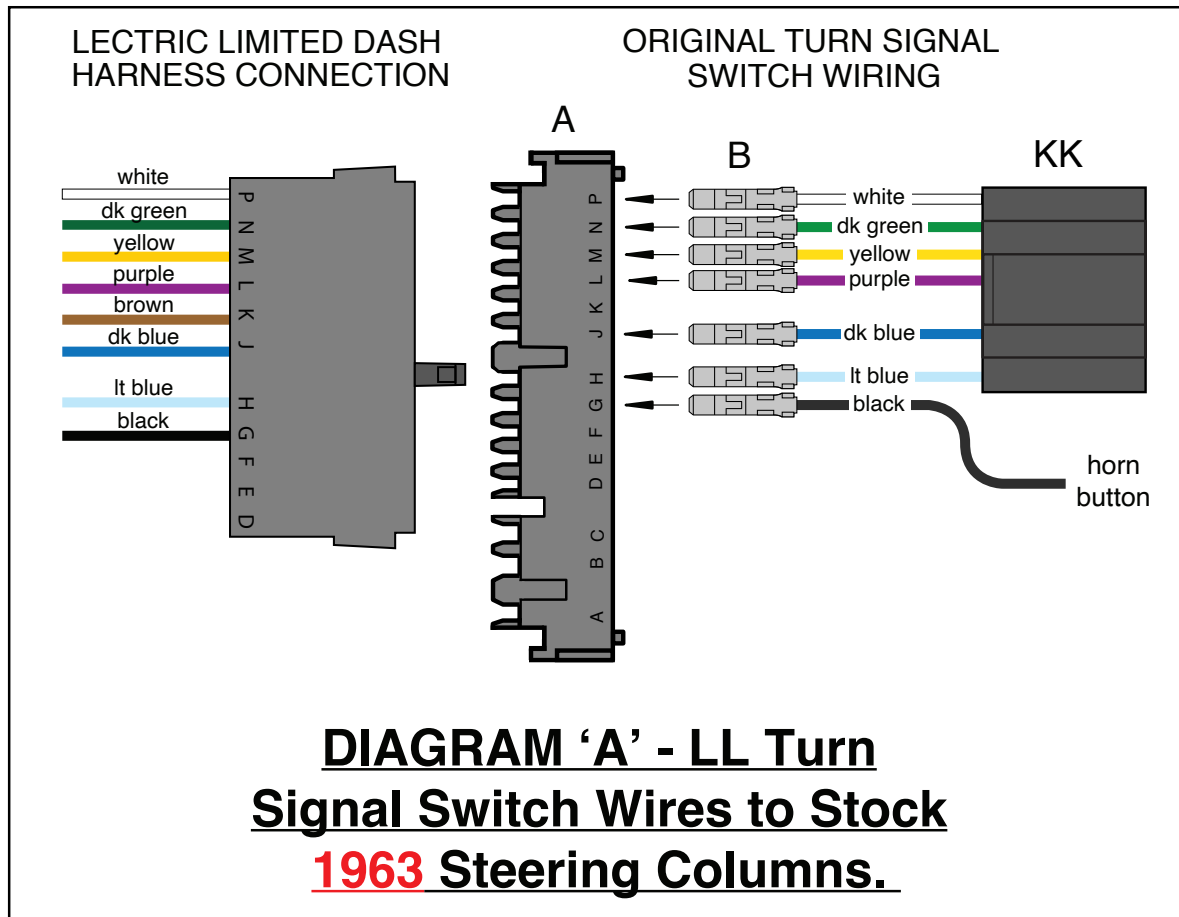 LECTRIC LIMITED DASH
HARNESS CONNECTION
ORIGINAL TURN SIGNAL
SWITCH WIRING
A
B
KK
white
dk green
yellow
purple
brown
dk blue
lt blue
black
P
N
M
L
K
J
H
G
F
E
D
P
N
M
L
K
J
H
G
F
E
D
C
B
A
white
dk green
yellow
purple
dk blue
lt blue
black
horn
button
DIAGRAM ‘A’ - LL Turn
Signal Switch Wires to Stock
1963 Steering Columns.